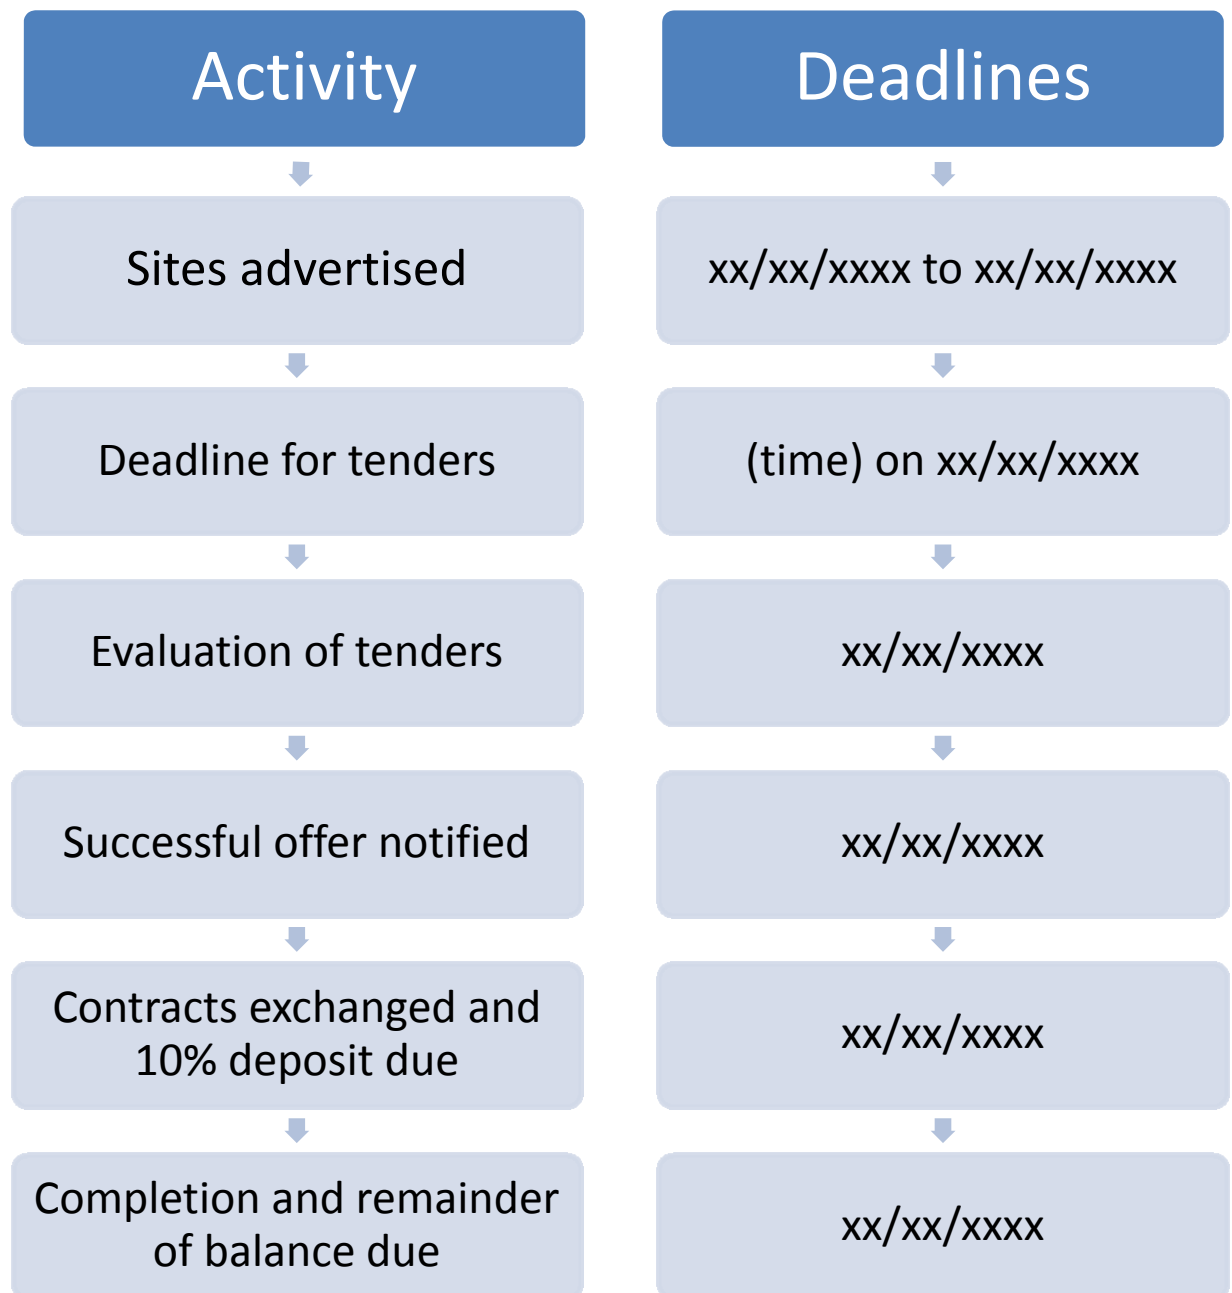 Activity
Deadlines
Sites advertised
xx/xx/xxxx to xx/xx/xxxx
Deadline for tenders
(time) on xx/xx/xxxx
Evaluation of tenders
xx/xx/xxxx
Successful offer notified
xx/xx/xxxx
Contracts exchanged and
10% deposit due
xx/xx/xxxx
Completion and remainder
of balance due
xx/xx/xxxx